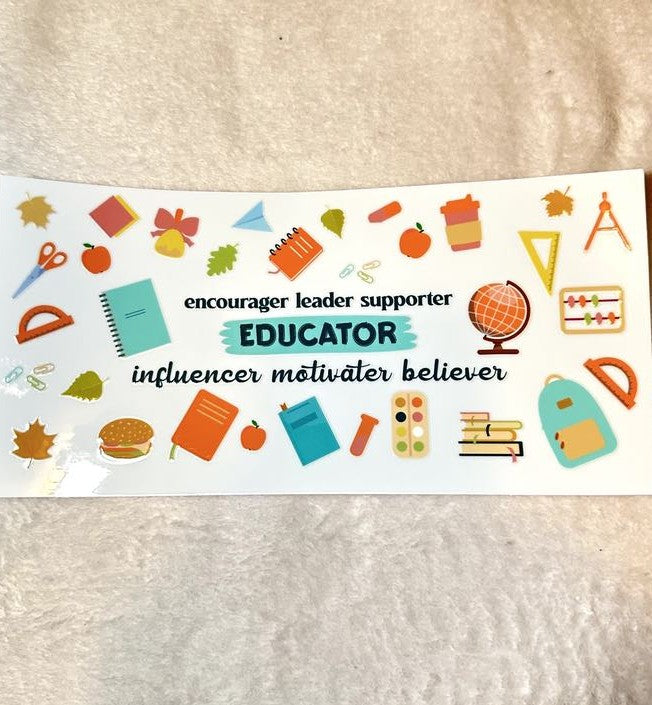 encourager leader supporter
EDUCATOR
influencer motivater believer